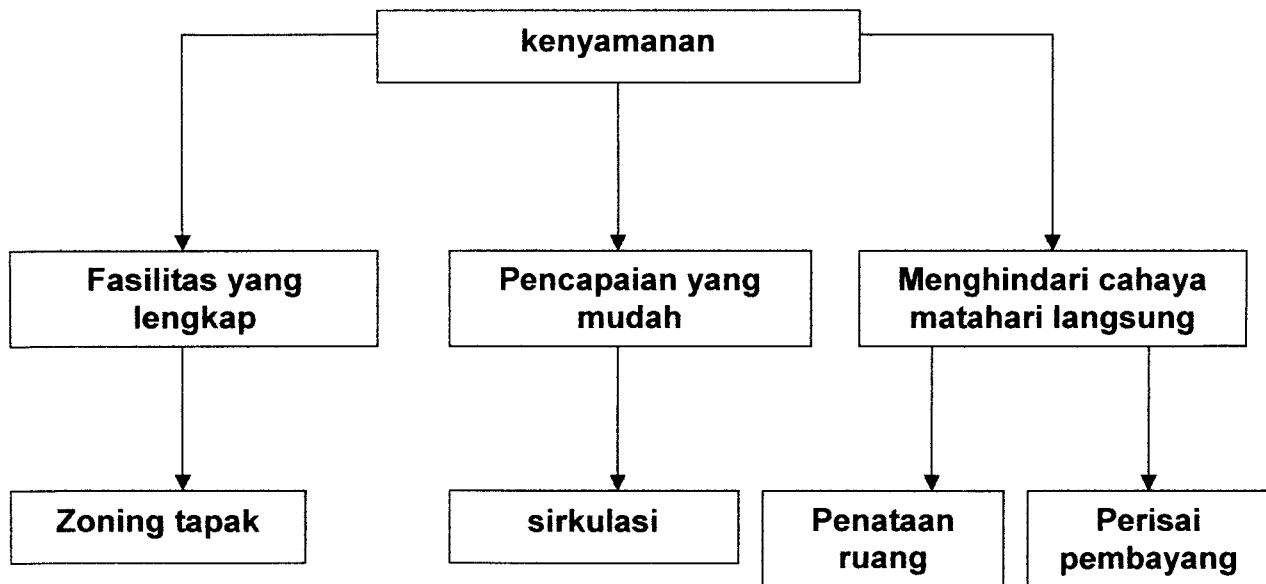 kenyamanan
Fasilitas yang
lengkap
Pencapaian yang
mudah
Menghindari cahaya
matahari langsung
Zoning tapak
sirkulasi
Penataan
ruang
Perisai
pembayang